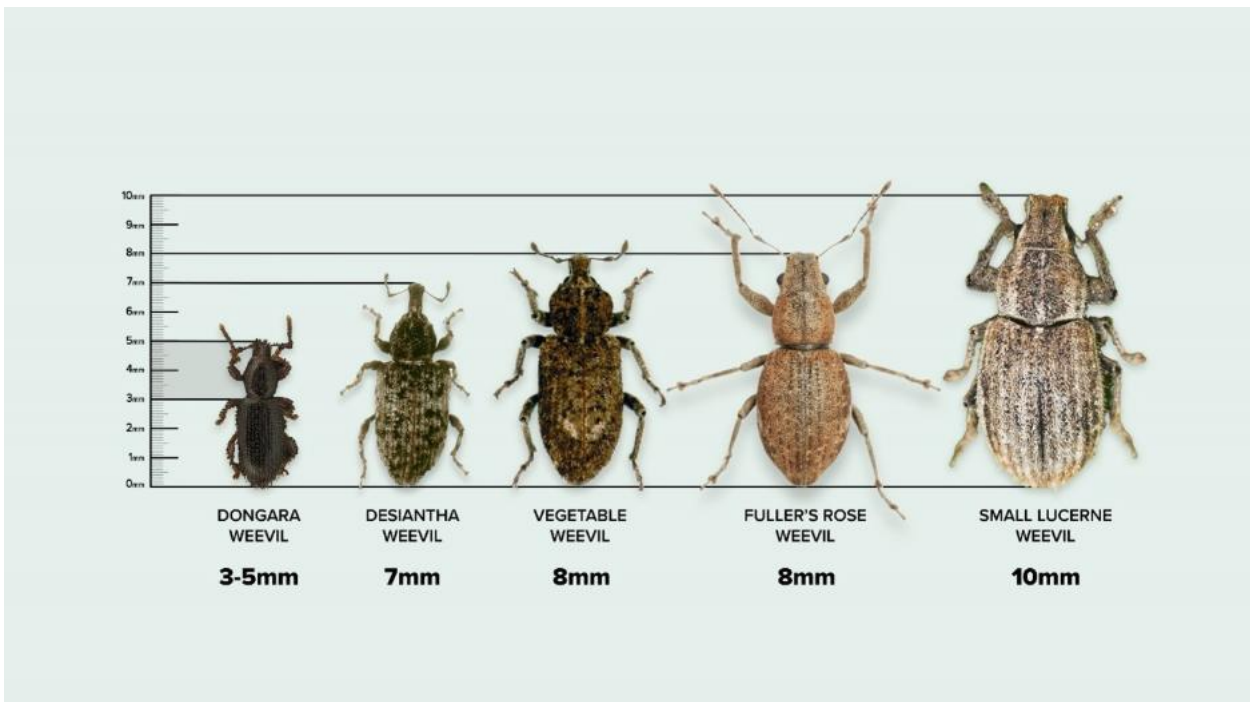 10mm
9mm
8mm
7mm
6mm
5mm
4mm
3mm
2mm
1mm
0mm
DONGARA
WEEVIL
3-5mm
DESIANTHA
WEEVIL
7mm
VEGETABLE
WEEVIL
8mm
FULLER'S ROSE
WEEVIL
8mm
SMALL LUCERNE
WEEVIL
10mm